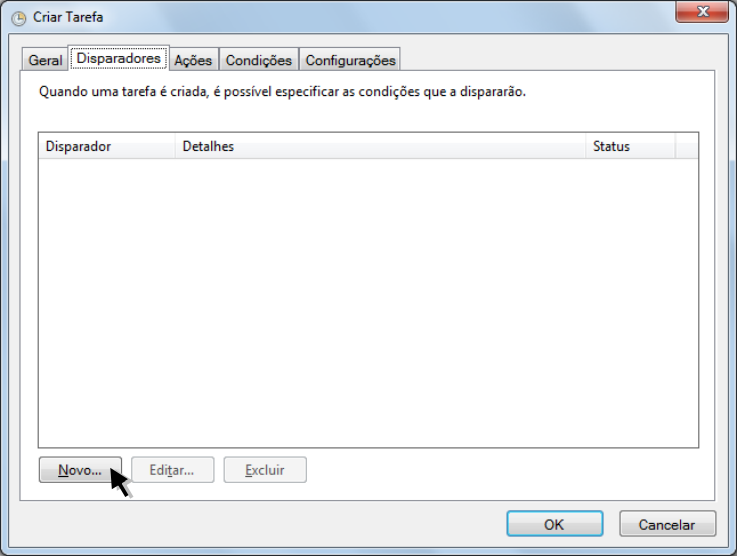 Criar Tarefa
Geral Disparadores Ações Condições Configurações
Quando uma tarefa é criada, é possível especificar as condições que a dispararão.
Disparador Detalhes Status
Novo... Editar... Excluir
OK Cancelar